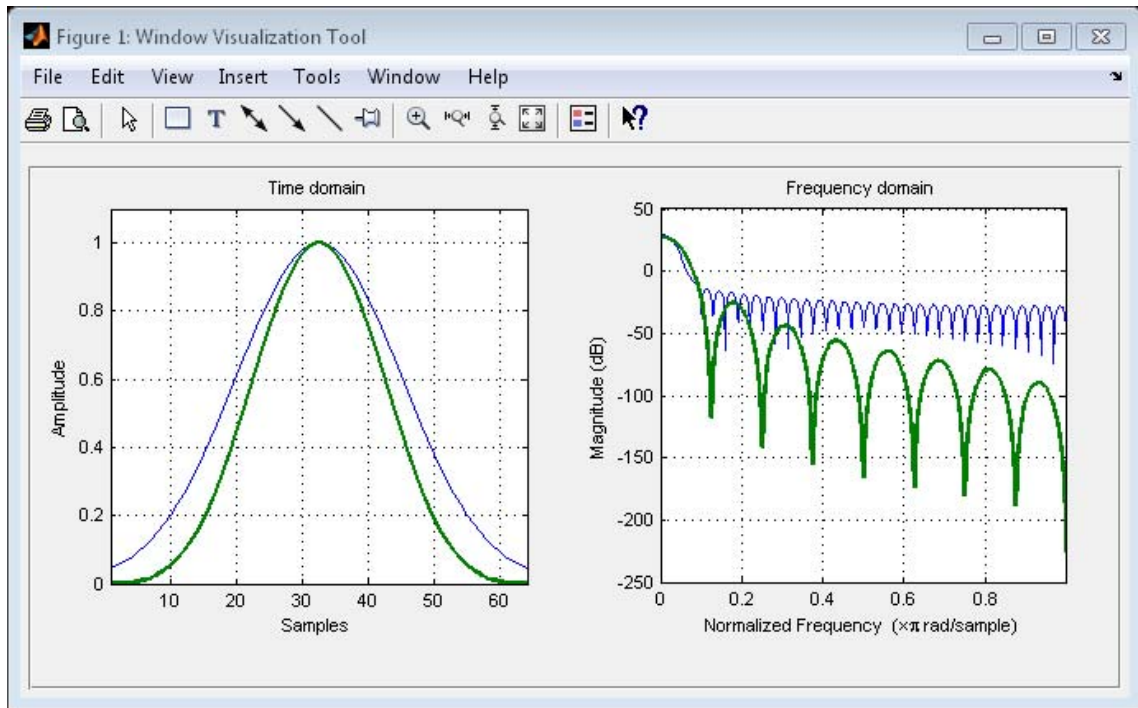 Figure 1: Window Visualization Tool
File Edit View Insert Tools Window Help
T
?
Time domain
Amplitude
1
0.8
0.6
0.4
0.2
0
10 20 30 40 50 60
Samples
Frequency domain
Magnitude (dB)
50
0
-50
-100
-150
-200
-250
0 0.2 0.4 0.6 0.8
Normalized Frequency (×π rad/sample)